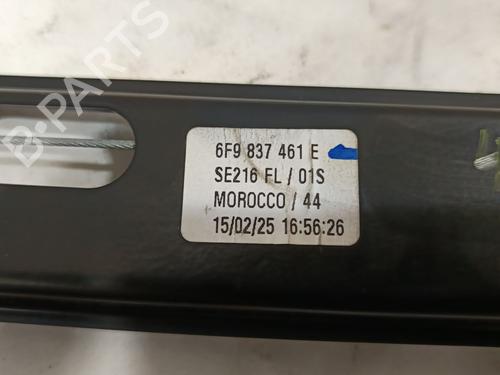 6F9 837 461 E
SE216 FL / 01S
MOROCCO / 44
15/02/25 16:56:26
B-PARTS